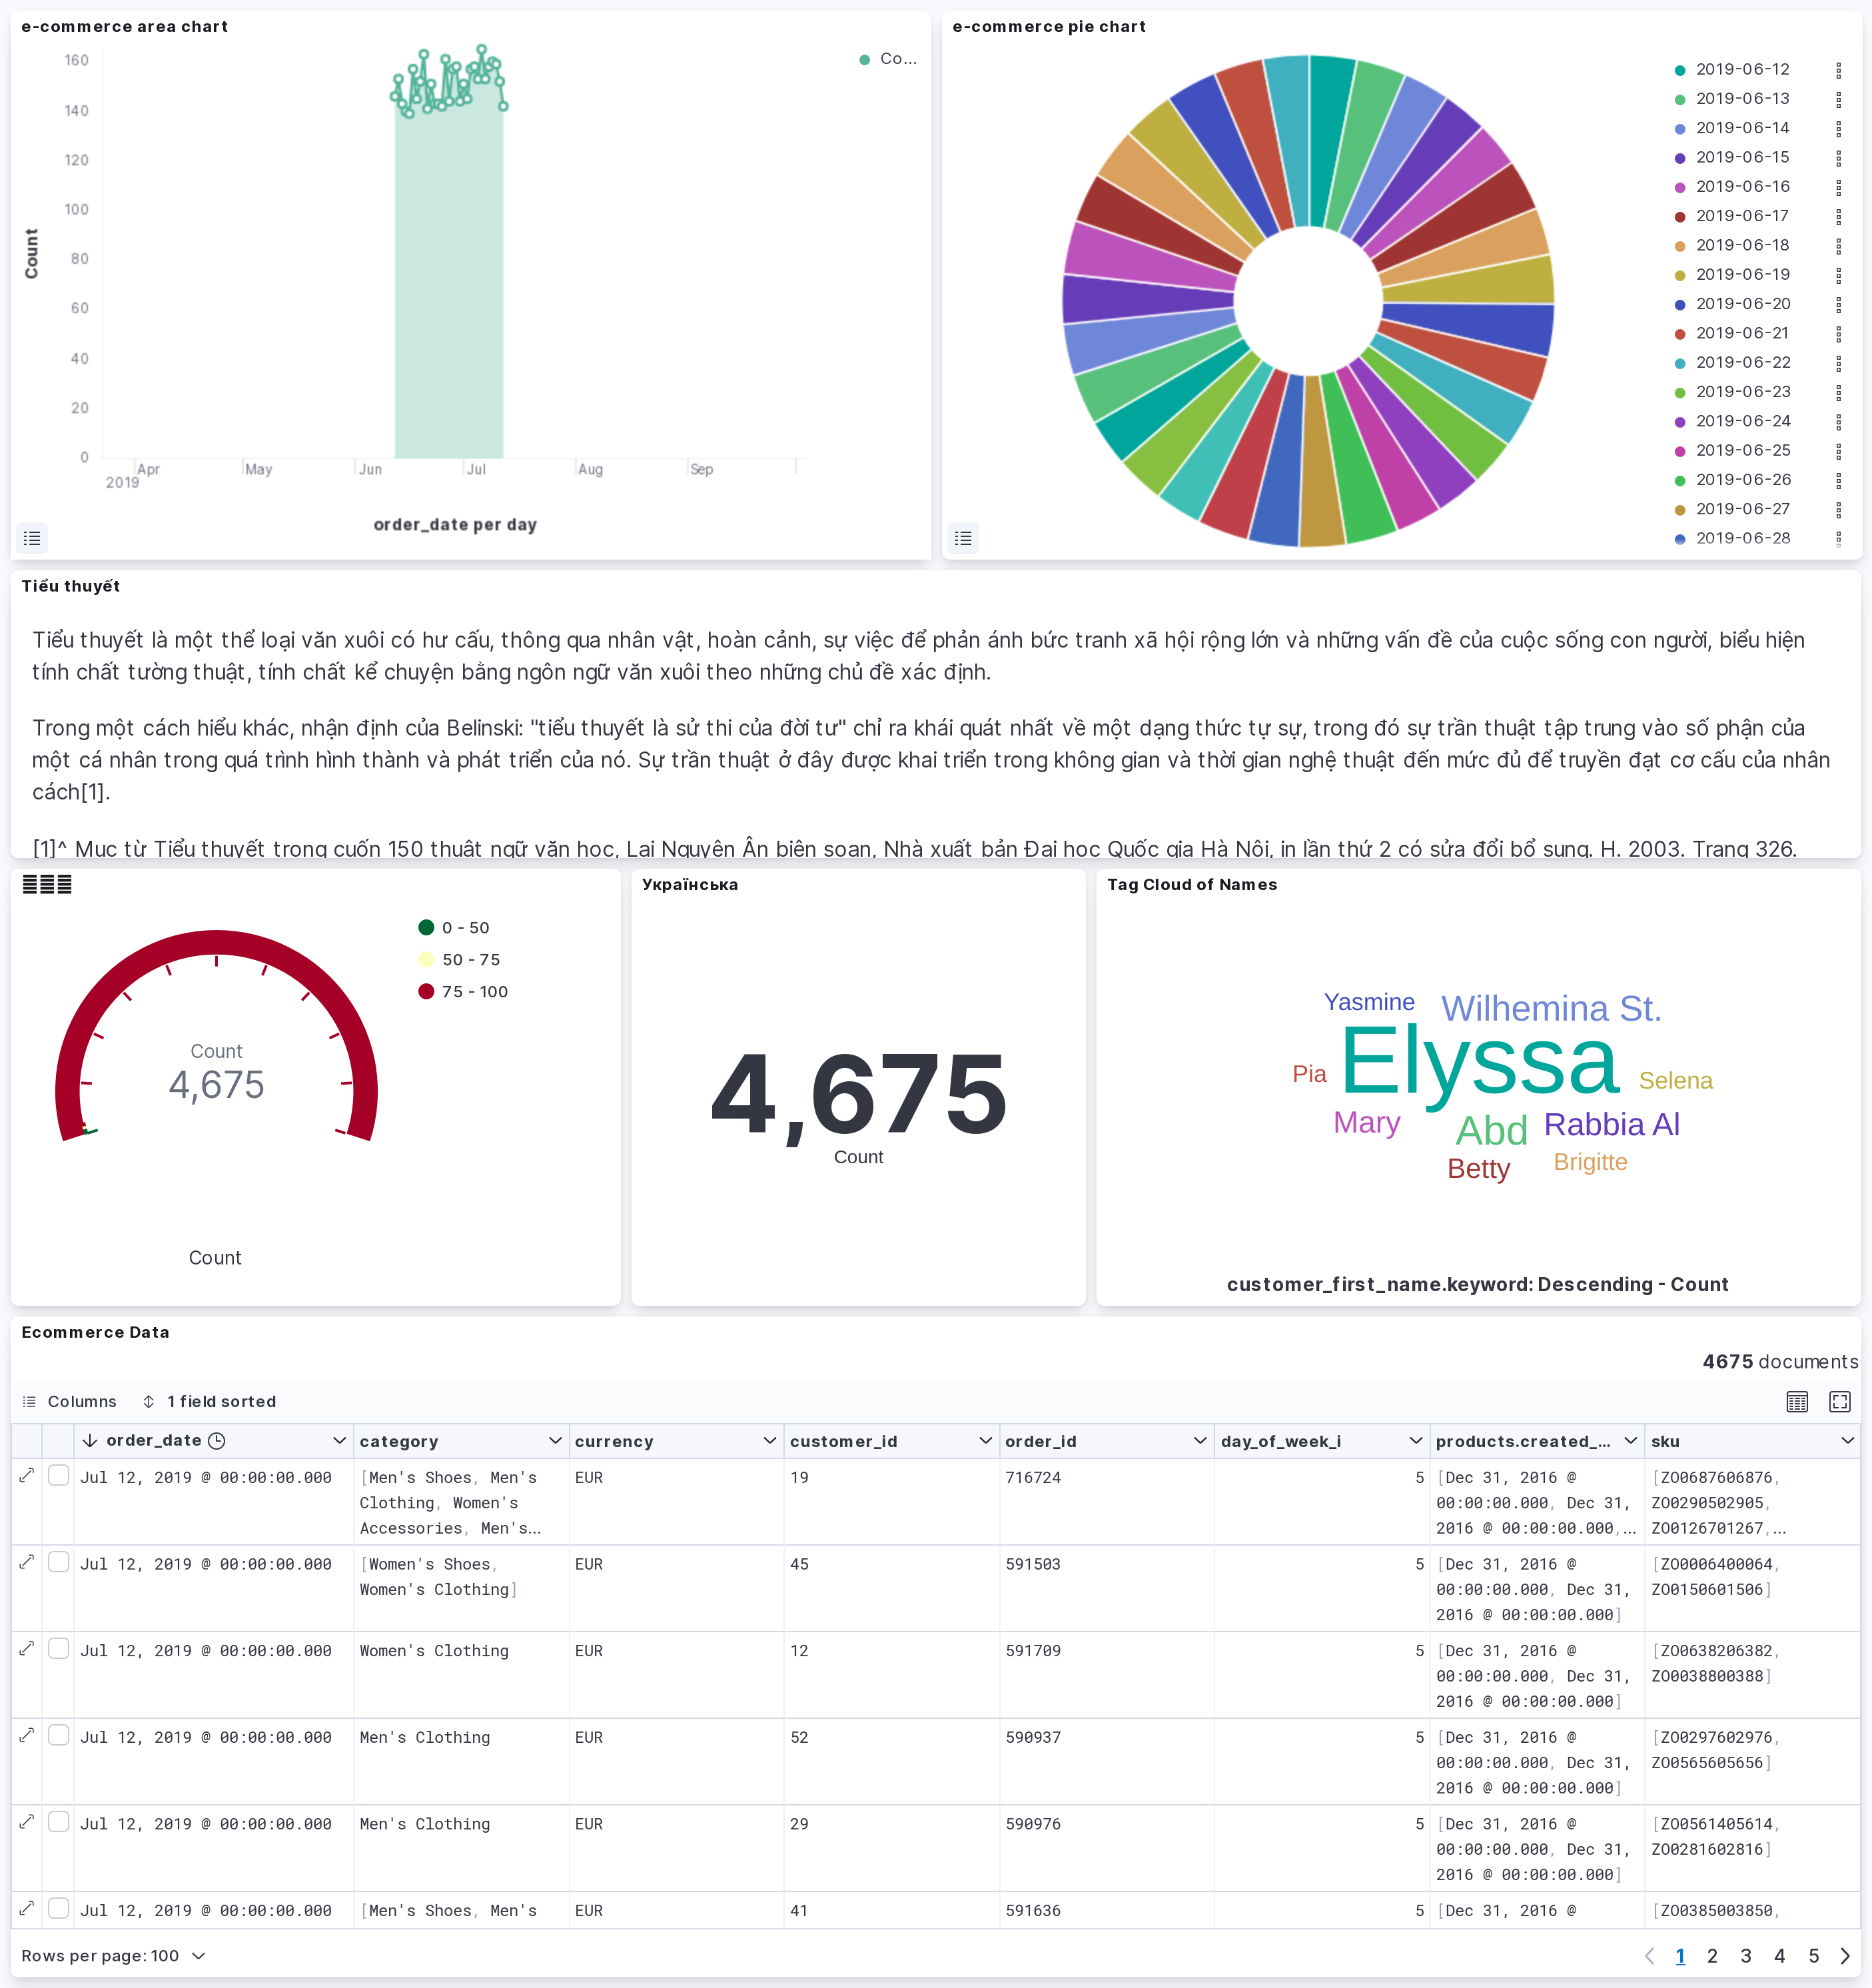 e-commerce area chart
160
140
120
100
80
60
40
20
0
Count
Apr
May
Jun
Jul
Aug
Sep
2019
order_date per day
Co...
e-commerce pie chart
2019-06-12
2019-06-13
2019-06-14
2019-06-15
2019-06-16
2019-06-17
2019-06-18
2019-06-19
2019-06-20
2019-06-21
2019-06-22
2019-06-23
2019-06-24
2019-06-25
2019-06-26
2019-06-27
2019-06-28
Tiểu thuyết
Tiểu thuyết là một thể loại văn xuôi có hư cấu, thông qua nhân vật, hoàn cảnh, sự việc để phản ánh bức tranh xã hội rộng lớn và những vấn đề của cuộc sống con người, biểu hiện
tính chất tường thuật, tính chất kể chuyện bằng ngôn ngữ văn xuôi theo những chủ đề xác định.
Trong một cách hiểu khác, nhận định của Belinski: "tiểu thuyết là sử thi của đời tư" chỉ ra khái quát nhất về một dạng thức tự sự, trong đó sự trần thuật tập trung vào số phận của
một cá nhân trong quá trình hình thành và phát triển của nó. Sự trần thuật ở đây được khai triển trong không gian và thời gian nghệ thuật đến mức đủ để truyền đạt cơ cấu của nhân
cách[1].
[1]^ Mục từ Tiểu thuyết trong cuốn 150 thuật ngữ văn học, Lại Nguyên Ân biên soạn, Nhà xuất bản Đại học Quốc gia Hà Nội, in lần thứ 2 có sửa đổi bổ sung. H. 2003. Trang 326.
0 - 50
50 - 75
75 - 100
Count
4,675
Count
Українська
4,675
Count
Tag Cloud of Names
Yasmine
Wilhemina St.
Elyssa
Pia
Selena
Mary
Abd
Rabbia Al
Betty
Brigitte
customer_first_name.keyword: Descending - Count
Ecommerce Data
4675 documents
Columns 1 field sorted
order_date category currency customer_id order_id day_of_week_i products.created_... sku
Jul 12, 2019 @ 00:00:00.000 [Men's Shoes, Men's EUR 19 716724 5 [Dec 31, 2016 @ [ZO0687606876,
Clothing, Women's 00:00:00.000, Dec 31, ZO0290502905,
Accessories, Men's... 2016 @ 00:00:00.000,... ZO0126701267,...
Jul 12, 2019 @ 00:00:00.000 [Women's Shoes, EUR 45 591503 5 [Dec 31, 2016 @ [ZO0006400064,
Women's Clothing] 00:00:00.000, Dec 31, ZO0150601506]
2016 @ 00:00:00.000]
Jul 12, 2019 @ 00:00:00.000 Women's Clothing EUR 12 591709 5 [Dec 31, 2016 @ [ZO0638206382,
00:00:00.000, Dec 31, ZO0038800388]
2016 @ 00:00:00.000]
Jul 12, 2019 @ 00:00:00.000 Men's Clothing EUR 52 590937 5 [Dec 31, 2016 @ [ZO0297602976,
00:00:00.000, Dec 31, ZO0565605656]
2016 @ 00:00:00.000]
Jul 12, 2019 @ 00:00:00.000 Men's Clothing EUR 29 590976 5 [Dec 31, 2016 @ [ZO0561405614,
00:00:00.000, Dec 31, ZO0281602816]
2016 @ 00:00:00.000]
Jul 12, 2019 @ 00:00:00.000 [Men's Shoes, Men's EUR 41 591636 5 [Dec 31, 2016 @ [ZO0385003850,
Rows per page: 100
1 2 3 4 5